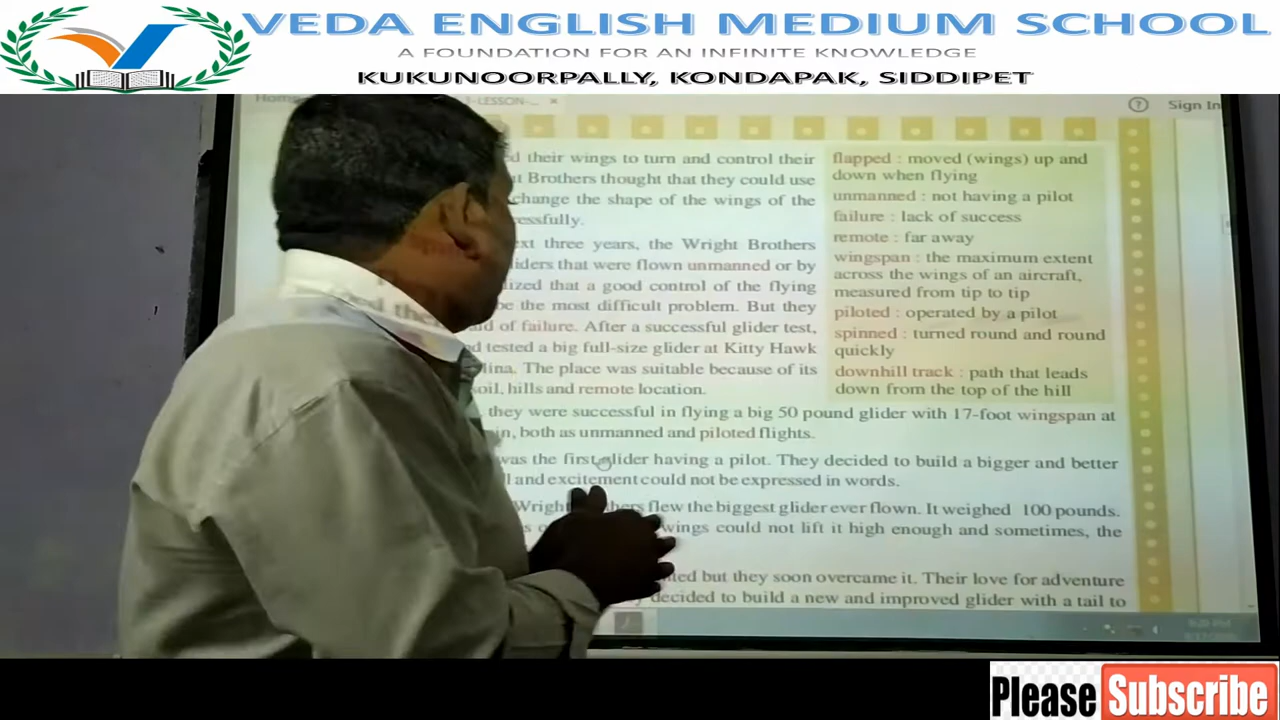 VEDA ENGLISH MEDIUM SCHOOL
A FOUNDATION FOR AN INFINITE KNOWLEDGE
KUKUNOORPALLY, KONDAPAK, SIDDIPET
-LESSON-...
Sign In
their wings to turn and control their
Brothers thought that they could use
change the shape of the wings of the
three years, the Wright Brothers
that were flown unmanned or by
that a good control of the flying
the most difficult problem. But they
of failure. After a successful glider test,
tested a big full-size glider at Kitty Hawk
The place was suitable because of its
hills and remote location.
they were successful in flying a big 50 pound glider with 17-foot wingspan at
both as unmanned and piloted flights.
was the first glider having a pilot. They decided to build a bigger and better
and excitement could not be expressed in words.
Wright flew the biggest glider ever flown. It weighed 100 pounds.
wings could not lift it high enough and sometimes, the
but they soon overcame it. Their love for adventure
decided to build a new and improved glider with a tail to
flapped : moved (wings) up and
down when flying
unmanned : not having a pilot
failure : lack of success
remote : far away
wingspan : the maximum extent
across the wings of an aircraft,
measured from tip to tip
piloted : operated by a pilot
spinned : turned round and round
quickly
downhill track : path that leads
down from the top of the hill
Please Subscribe